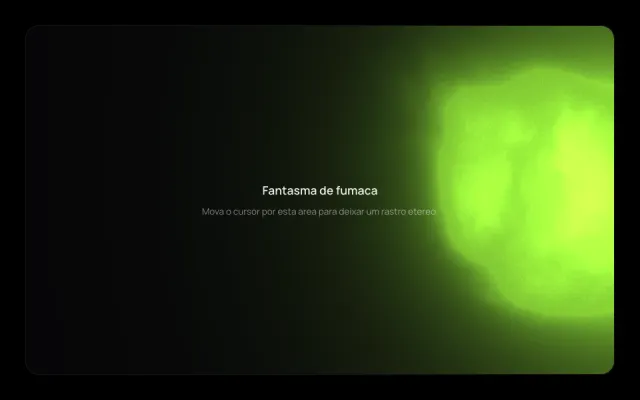 Fantasma de fumaca
Mova o cursor por esta area para deixar um rastro etereo.